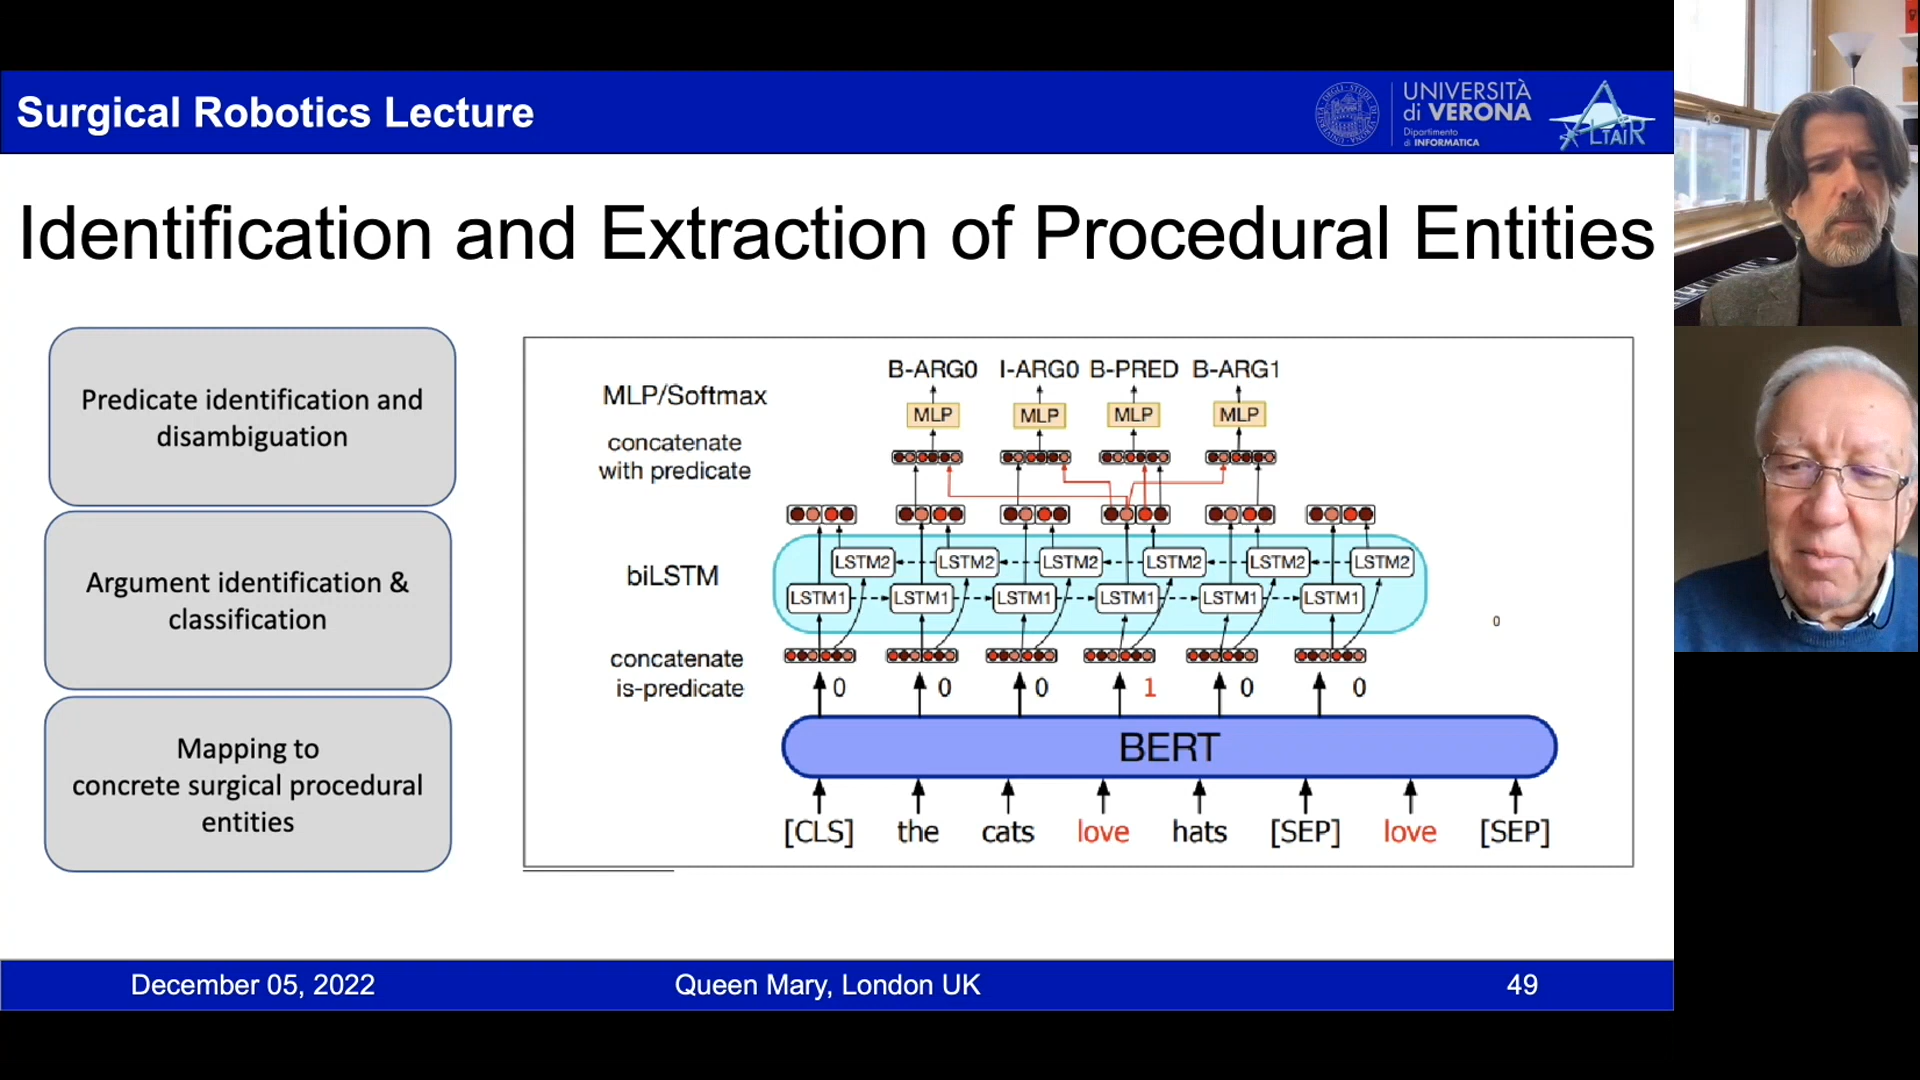 Surgical Robotics Lecture
UNIVERSITÀ
di VERONA
Dipartimento
di INFORMATICA
ALTAIR
Identification and Extraction of Procedural Entities
Predicate identification and
disambiguation
Argument identification &
classification
Mapping to
concrete surgical procedural
entities
B-ARG0 I-ARG0 B-PRED B-ARG1
MLP/Softmax
MLP MLP MLP MLP
concatenate
with predicate
biLSTM
LSTM2 LSTM2 LSTM2 LSTM2 LSTM2 LSTM2
LSTM1 LSTM1 LSTM1 LSTM1 LSTM1 LSTM1
0
concatenate
is-predicate
0 0 0 1 0 0
BERT
[CLS] the cats love hats [SEP] love [SEP]
December 05, 2022 Queen Mary, London UK 49